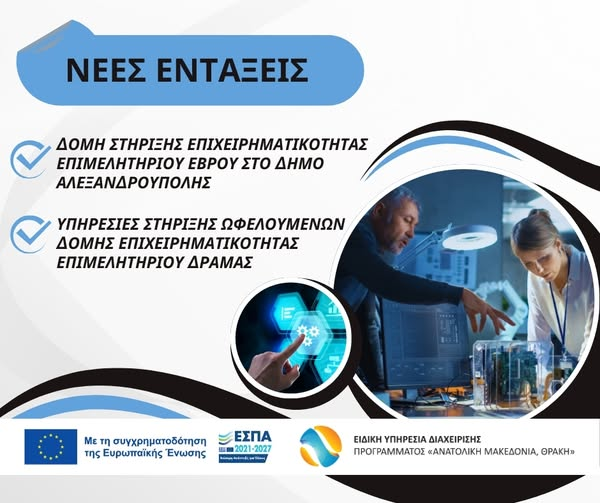 ΝΕΕΣ ΕΝΤΑΞΕΙΣ
ΔΟΜΗ ΣΤΗΡΙΞΗΣ ΕΠΙΧΕΙΡΗΜΑΤΙΚΟΤΗΤΑΣ
ΕΠΙΜΕΛΗΤΗΡΙΟΥ ΕΒΡΟΥ ΣΤΟ ΔΗΜΟ
ΑΛΕΞΑΝΔΡΟΥΠΟΛΗΣ
ΥΠΗΡΕΣΙΕΣ ΣΤΗΡΙΞΗΣ ΩΦΕΛΟΥΜΕΝΩΝ
ΔΟΜΗΣ ΕΠΙΧΕΙΡΗΜΑΤΙΚΟΤΗΤΑΣ
ΕΠΙΜΕΛΗΤΗΡΙΟΥ ΔΡΑΜΑΣ
Με τη συγχρηματοδότηση
της Ευρωπαϊκής Ένωσης
ΕΣΠΑ
2021-2027
ΕΙΔΙΚΗ ΥΠΗΡΕΣΙΑ ΔΙΑΧΕΙΡΙΣΗΣ
ΠΡΟΓΡΑΜΜΑΤΟΣ «ΑΝΑΤΟΛΙΚΗ ΜΑΚΕΔΟΝΙΑ, ΘΡΑΚΗ»